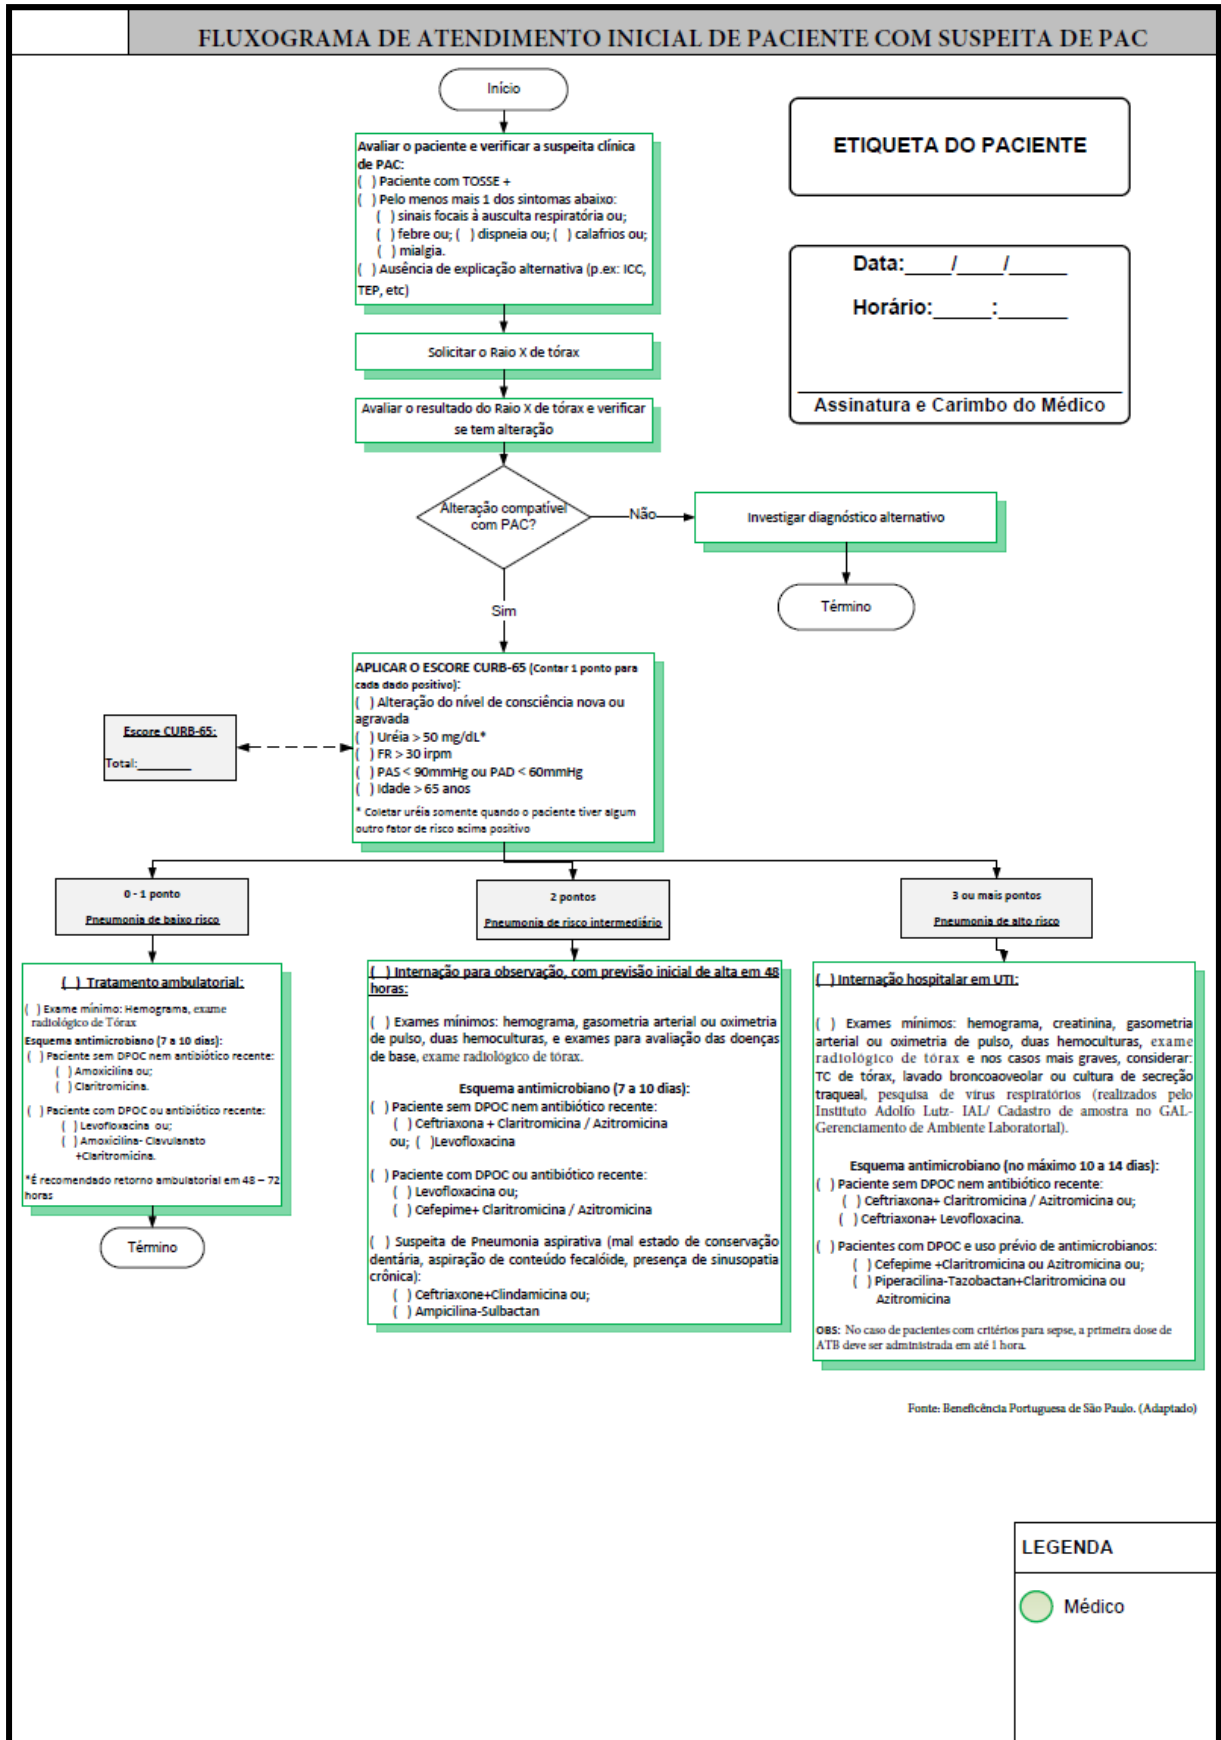 FLUXOGRAMA DE ATENDIMENTO INICIAL DE PACIENTE COM SUSPEITA DE PAC
Início
ETIQUETA DO PACIENTE
Data:____/____/_____
Horário:_____:______
Assinatura e Carimbo do Médico
Avaliar o paciente e verificar a suspeita clínica
de PAC:
( ) Paciente com TOSSE +
( ) Pelo menos mais 1 dos sintomas abaixo:
( ) sinais focais à ausculta respiratória ou;
( ) febre ou; ( ) dispneia ou; ( ) calafrios ou;
( ) mialgia.
( ) Ausência de explicação alternativa (p.ex: ICC,
TEP, etc)
Solicitar o Raio X de tórax
Avaliar o resultado do Raio X de tórax e verificar
se tem alteração
Alteração compatível
com PAC?
Não
Investigar diagnóstico alternativo
Término
Sim
APLICAR O ESCORE CURB-65 (Contar 1 ponto para
cada dado positivo):
( ) Alteração do nível de consciência nova ou
agravada
( ) Uréia > 50 mg/dL*
( ) FR > 30 irpm
( ) PAS < 90mmHg ou PAD < 60mmHg
( ) Idade > 65 anos
* Coletar uréia somente quando o paciente tiver algum
outro fator de risco acima positivo
Escore CURB-65:
Total:________
0 - 1 ponto
Pneumonia de baixo risco
2 pontos
Pneumonia de risco intermediário
3 ou mais pontos
Pneumonia de alto risco
( ) Tratamento ambulatorial:
( ) Exame mínimo: Hemograma, exame
radiológico de Tórax
Esquema antimicrobiano (7 a 10 dias):
( ) Paciente sem DPOC nem antibiótico recente:
( ) Amoxicilina ou;
( ) Claritromicina.
( ) Paciente com DPOC ou antibiótico recente:
( ) Levofloxacina ou;
( ) Amoxicilina- Clavulanato
+Claritromicina.
*É recomendado retorno ambulatorial em 48 – 72
horas
Término
( ) Internação para observação, com previsão inicial de alta em 48
horas:
( ) Exames mínimos: hemograma, gasometria arterial ou oximetria
de pulso, duas hemoculturas, e exames para avaliação das doenças
de base, exame radiológico de tórax.
Esquema antimicrobiano (7 a 10 dias):
( ) Paciente sem DPOC nem antibiótico recente:
( ) Ceftriaxona + Claritromicina / Azitromicina
ou; ( )Levofloxacina
( ) Paciente com DPOC ou antibiótico recente:
( ) Levofloxacina ou;
( ) Cefepime+ Claritromicina / Azitromicina
( ) Suspeita de Pneumonia aspirativa (mal estado de conservação
dentária, aspiração de conteúdo fecalóide, presença de sinusopatia
crônica):
( ) Ceftriaxone+Clindamicina ou;
( ) Ampicilina-Sulbactan
( ) Internação hospitalar em UTI:
( ) Exames mínimos: hemograma, creatinina, gasometria
arterial ou oximetria de pulso, duas hemoculturas, exame
radiológico de tórax e nos casos mais graves, considerar:
TC de tórax, lavado broncoaoveolar ou cultura de secreção
traqueal, pesquisa de vírus respiratórios (realizados pelo
Instituto Adolfo Lutz- IAL/ Cadastro de amostra no GAL-
Gerenciamento de Ambiente Laboratorial).
Esquema antimicrobiano (no máximo 10 a 14 dias):
( ) Paciente sem DPOC nem antibiótico recente:
( ) Ceftriaxona+ Claritromicina / Azitromicina ou;
( ) Ceftriaxona+ Levofloxacina.
( ) Pacientes com DPOC e uso prévio de antimicrobianos:
( ) Cefepime +Claritromicina ou Azitromicina ou;
( ) Piperacilina-Tazobactan+Claritromicina ou
Azitromicina
OBS: No caso de pacientes com critérios para sepse, a primeira dose de
ATB deve ser administrada em até 1 hora.
Fonte: Beneficência Portuguesa de São Paulo. (Adaptado)
LEGENDA
Médico